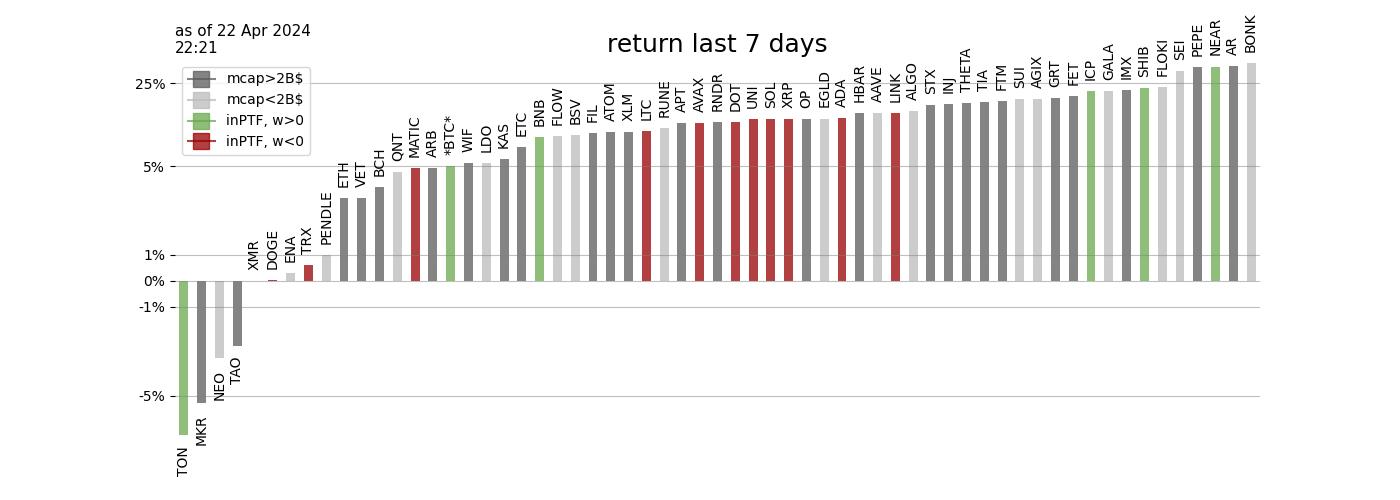 as of 22 Apr 2024
22:21
return last 7 days
mcap>2B$
mcap<2B$
inPTF, w>0
inPTF, w<0
25%
5%
1%
0%
-1%
-5%
TON
MKR
NEO
TAO
XMR
DOGE
ENA
TRX
PENDLE
ETH
VET
BCH
QNT
MATIC
ARB
*BTC*
WIF
LDO
KAS
ETC
BNB
FLOW
BSV
FIL
ATOM
XLM
LTC
RUNE
APT
AVAX
RNDR
DOT
UNI
SOL
XRP
OP
EGLD
ADA
HBAR
AAVE
LINK
ALGO
STX
INJ
THETA
TIA
FTM
SUI
AGIX
GRT
FET
ICP
GALA
IMX
SHIB
FLOKI
SEI
PEPE
NEAR
AR
BONK